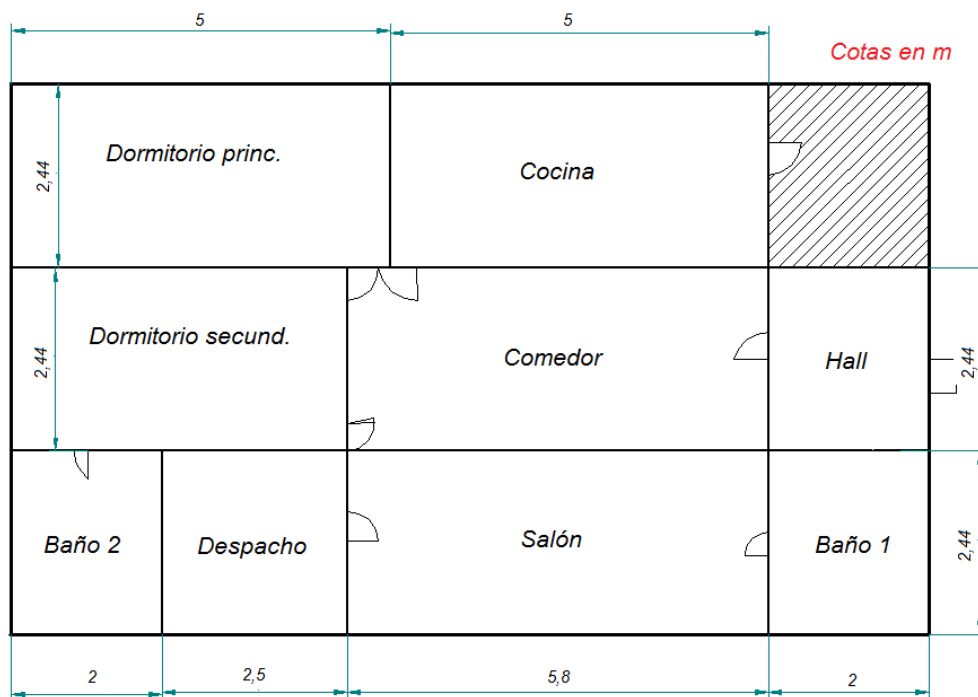 5
5
Cotas en m
Dormitorio princ.
Cocina
2,44
Dormitorio secund.
Comedor
Hall
2,44
2,44
Baño 2
Despacho
Salón
Baño 1
2,44
2
2,5
5,8
2